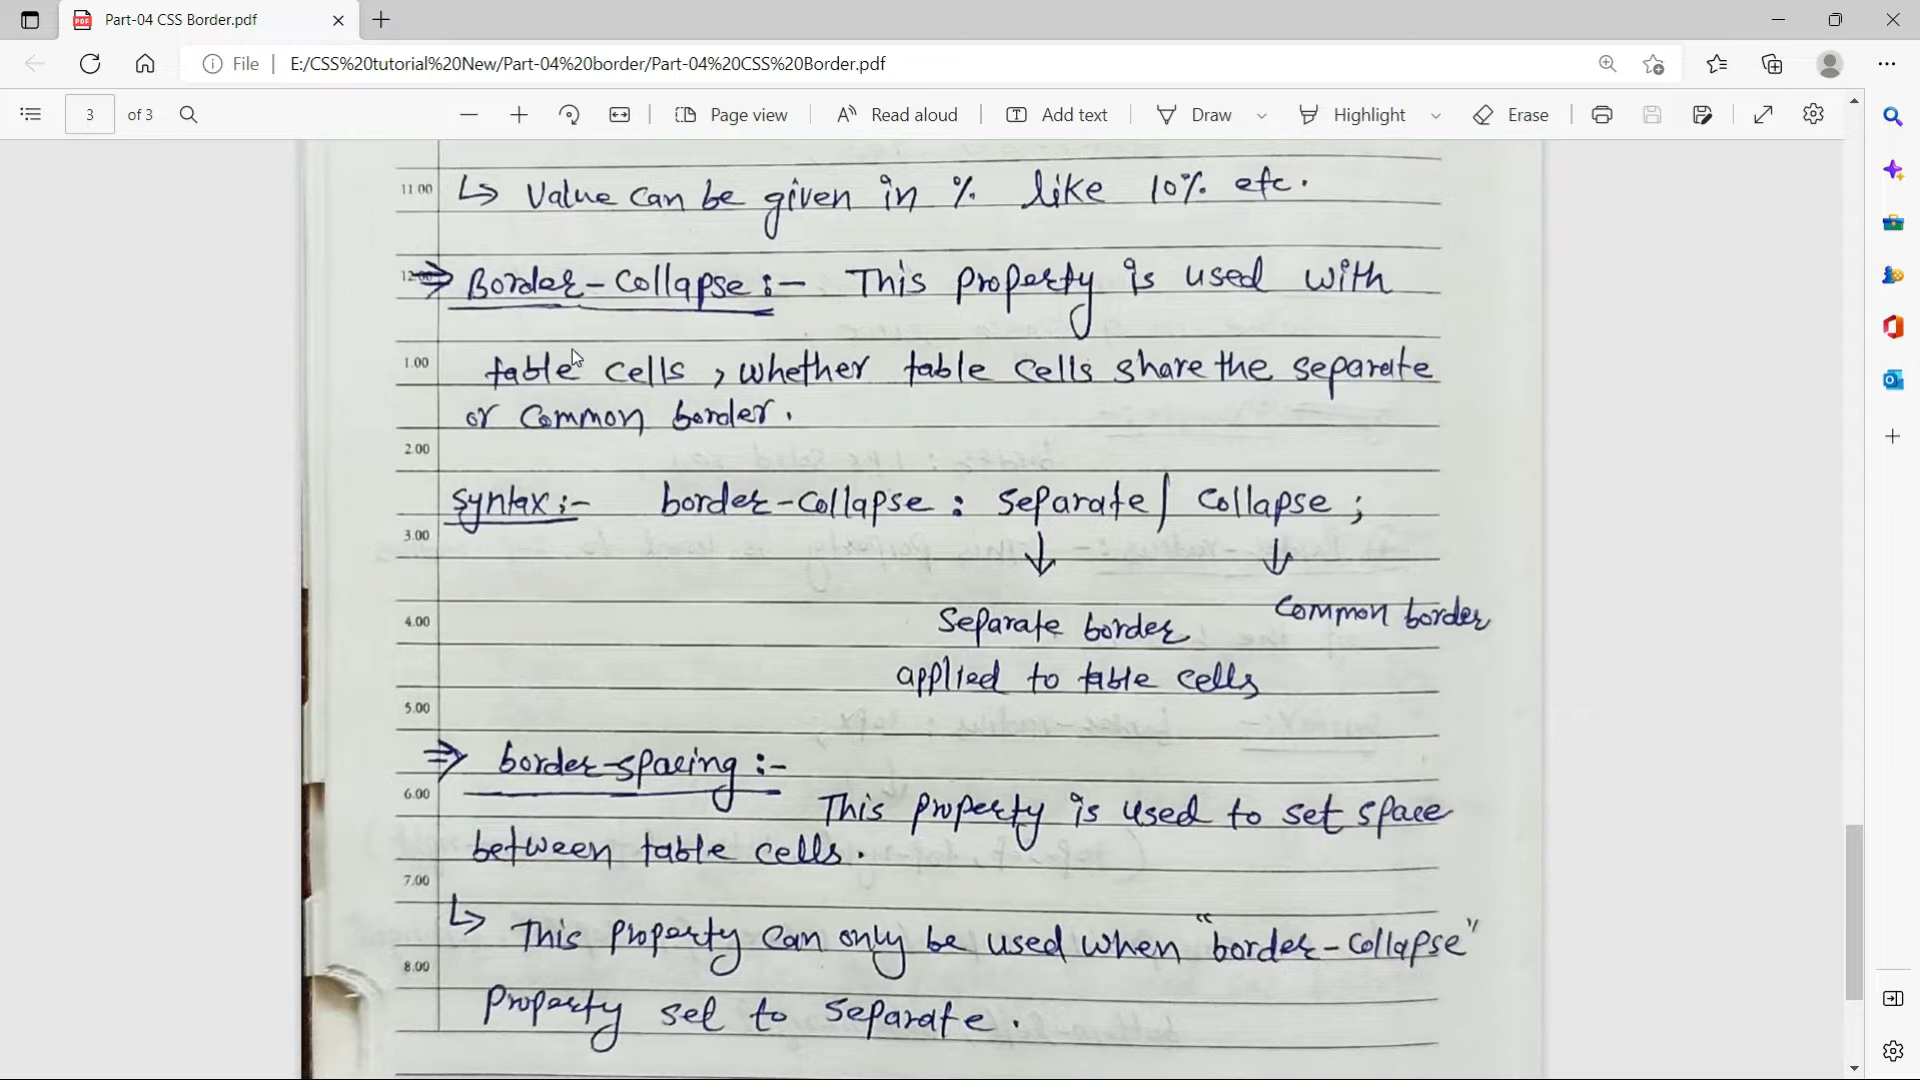 Part-04 CSS Border.pdf
File E:/CSS%20tutorial%20New/Part-04%20border/Part-04%20CSS%20Border.pdf
3 of 3 Page view Read aloud Add text Draw Highlight Erase
11.00 ↳ Value can be given in % like 10% etc.
12.00 ⇒ Border-Collapse :- This property is used with
1.00 table cells, whether table cells share the separate
or Common border.
2.00
Syntax :- border-collapse : Separate / Collapse ;
3.00
↓ ↓
4.00 Separate border Common border
applied to table cells
5.00
⇒ border-spacing :-
6.00 This property is used to set space
between table cells.
7.00
↳ This property can only be used when "border-collapse"
8.00
Property set to Separate.